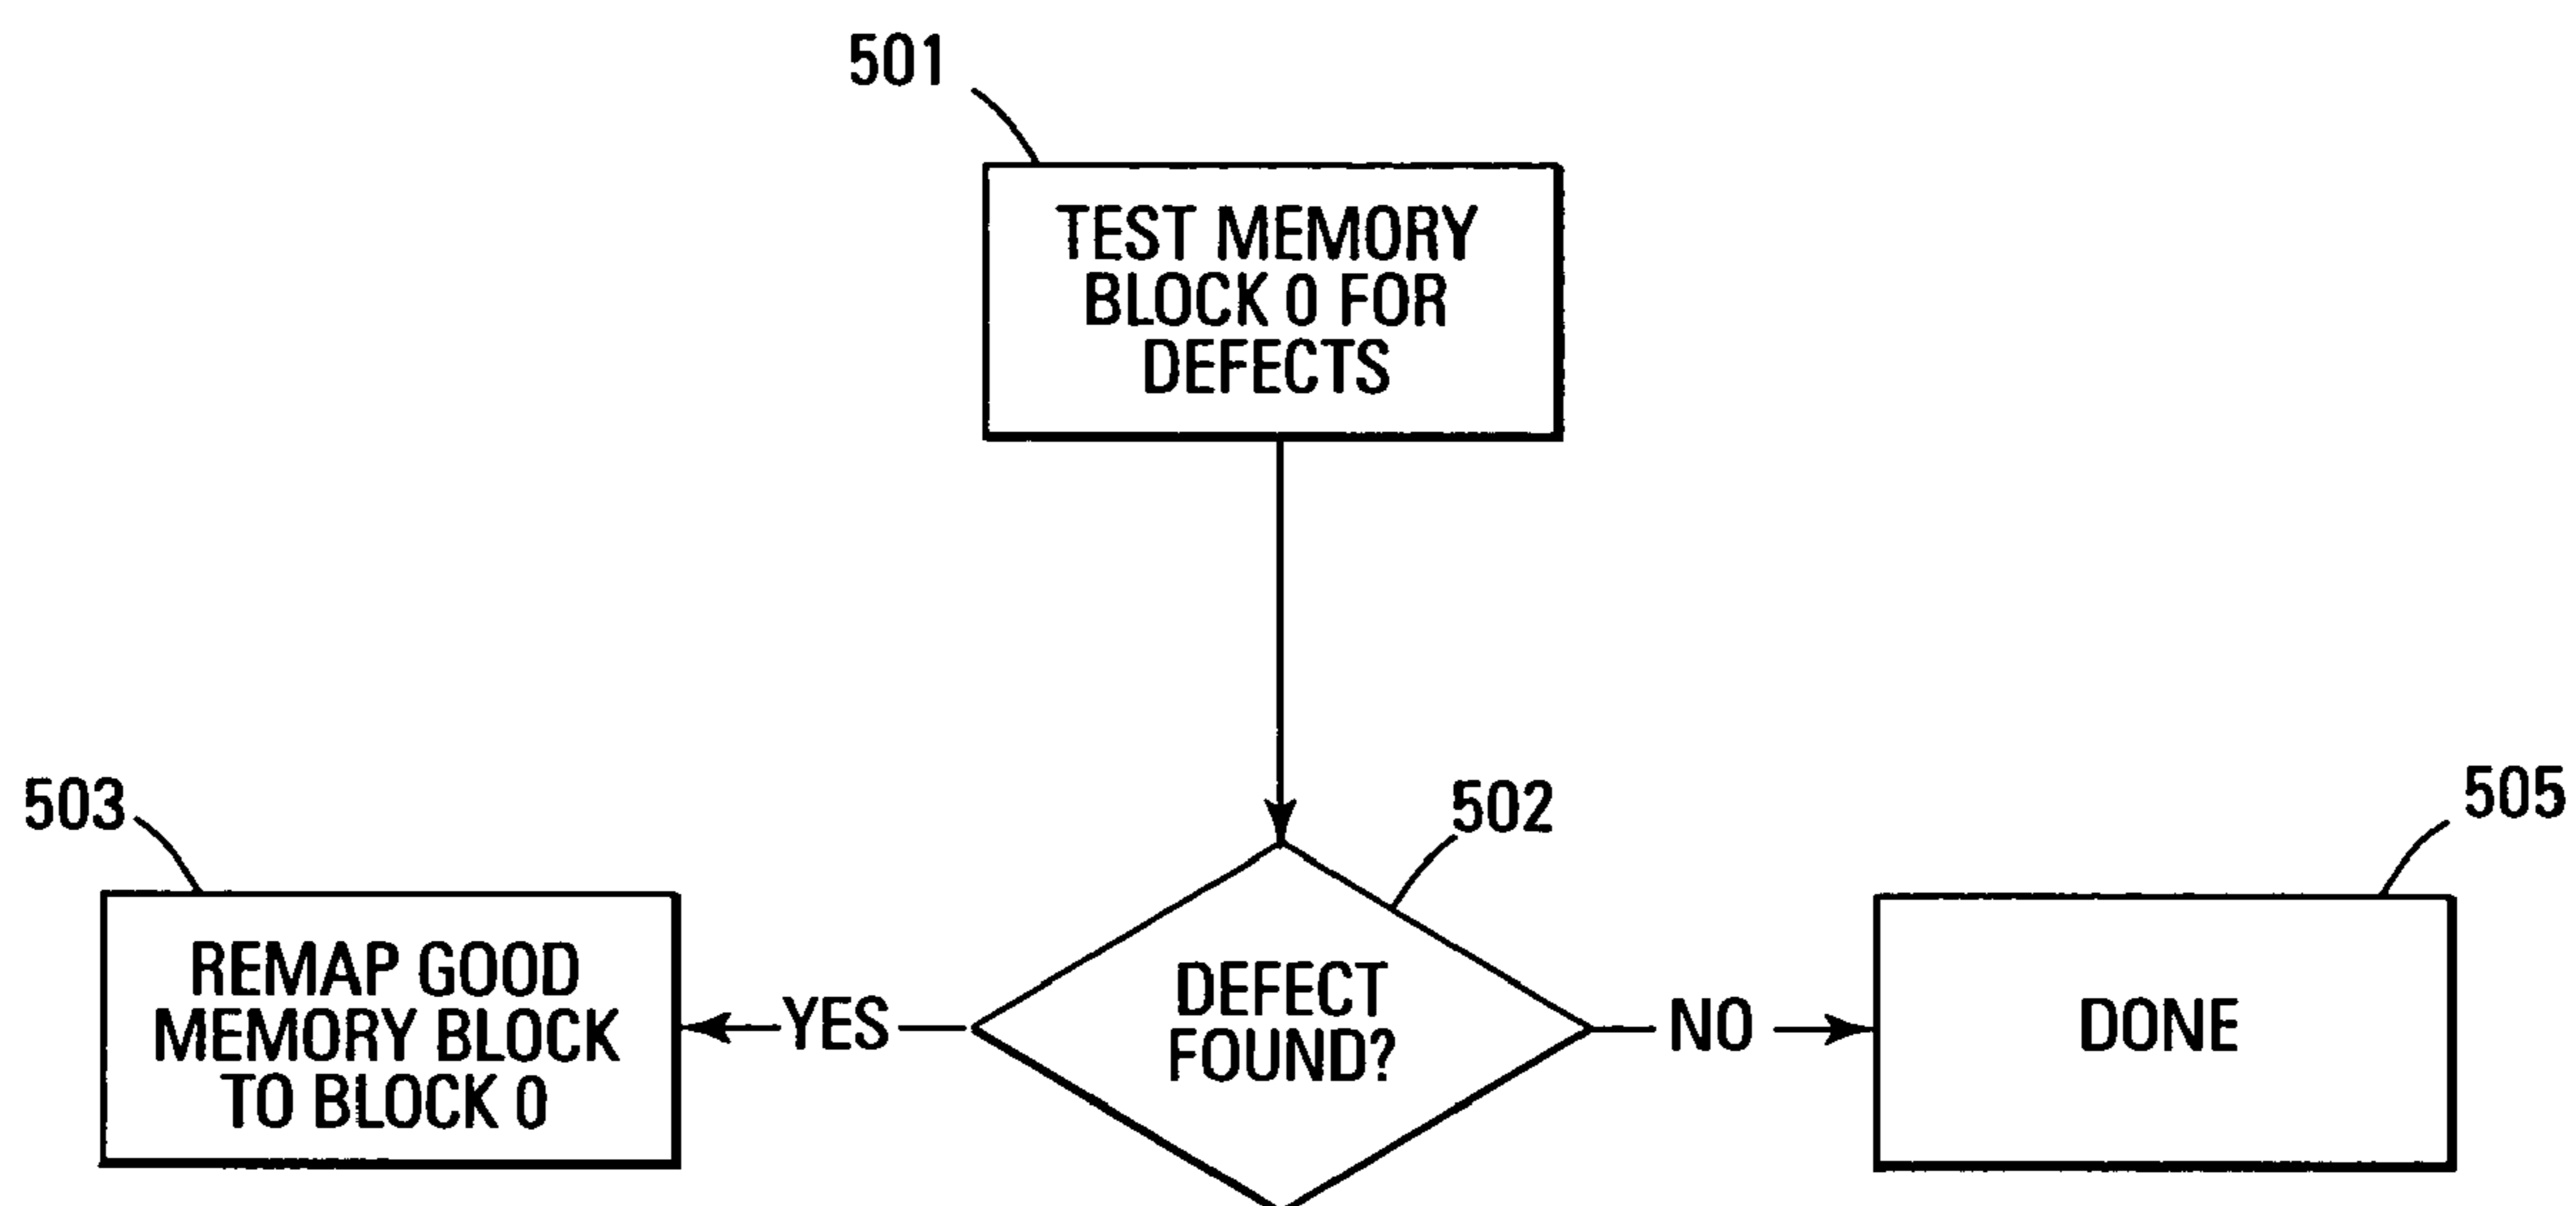 501
TEST MEMORY
BLOCK 0 FOR
DEFECTS
503
502
505
REMAP GOOD
MEMORY BLOCK
TO BLOCK 0
YES
DEFECT
FOUND?
NO
DONE